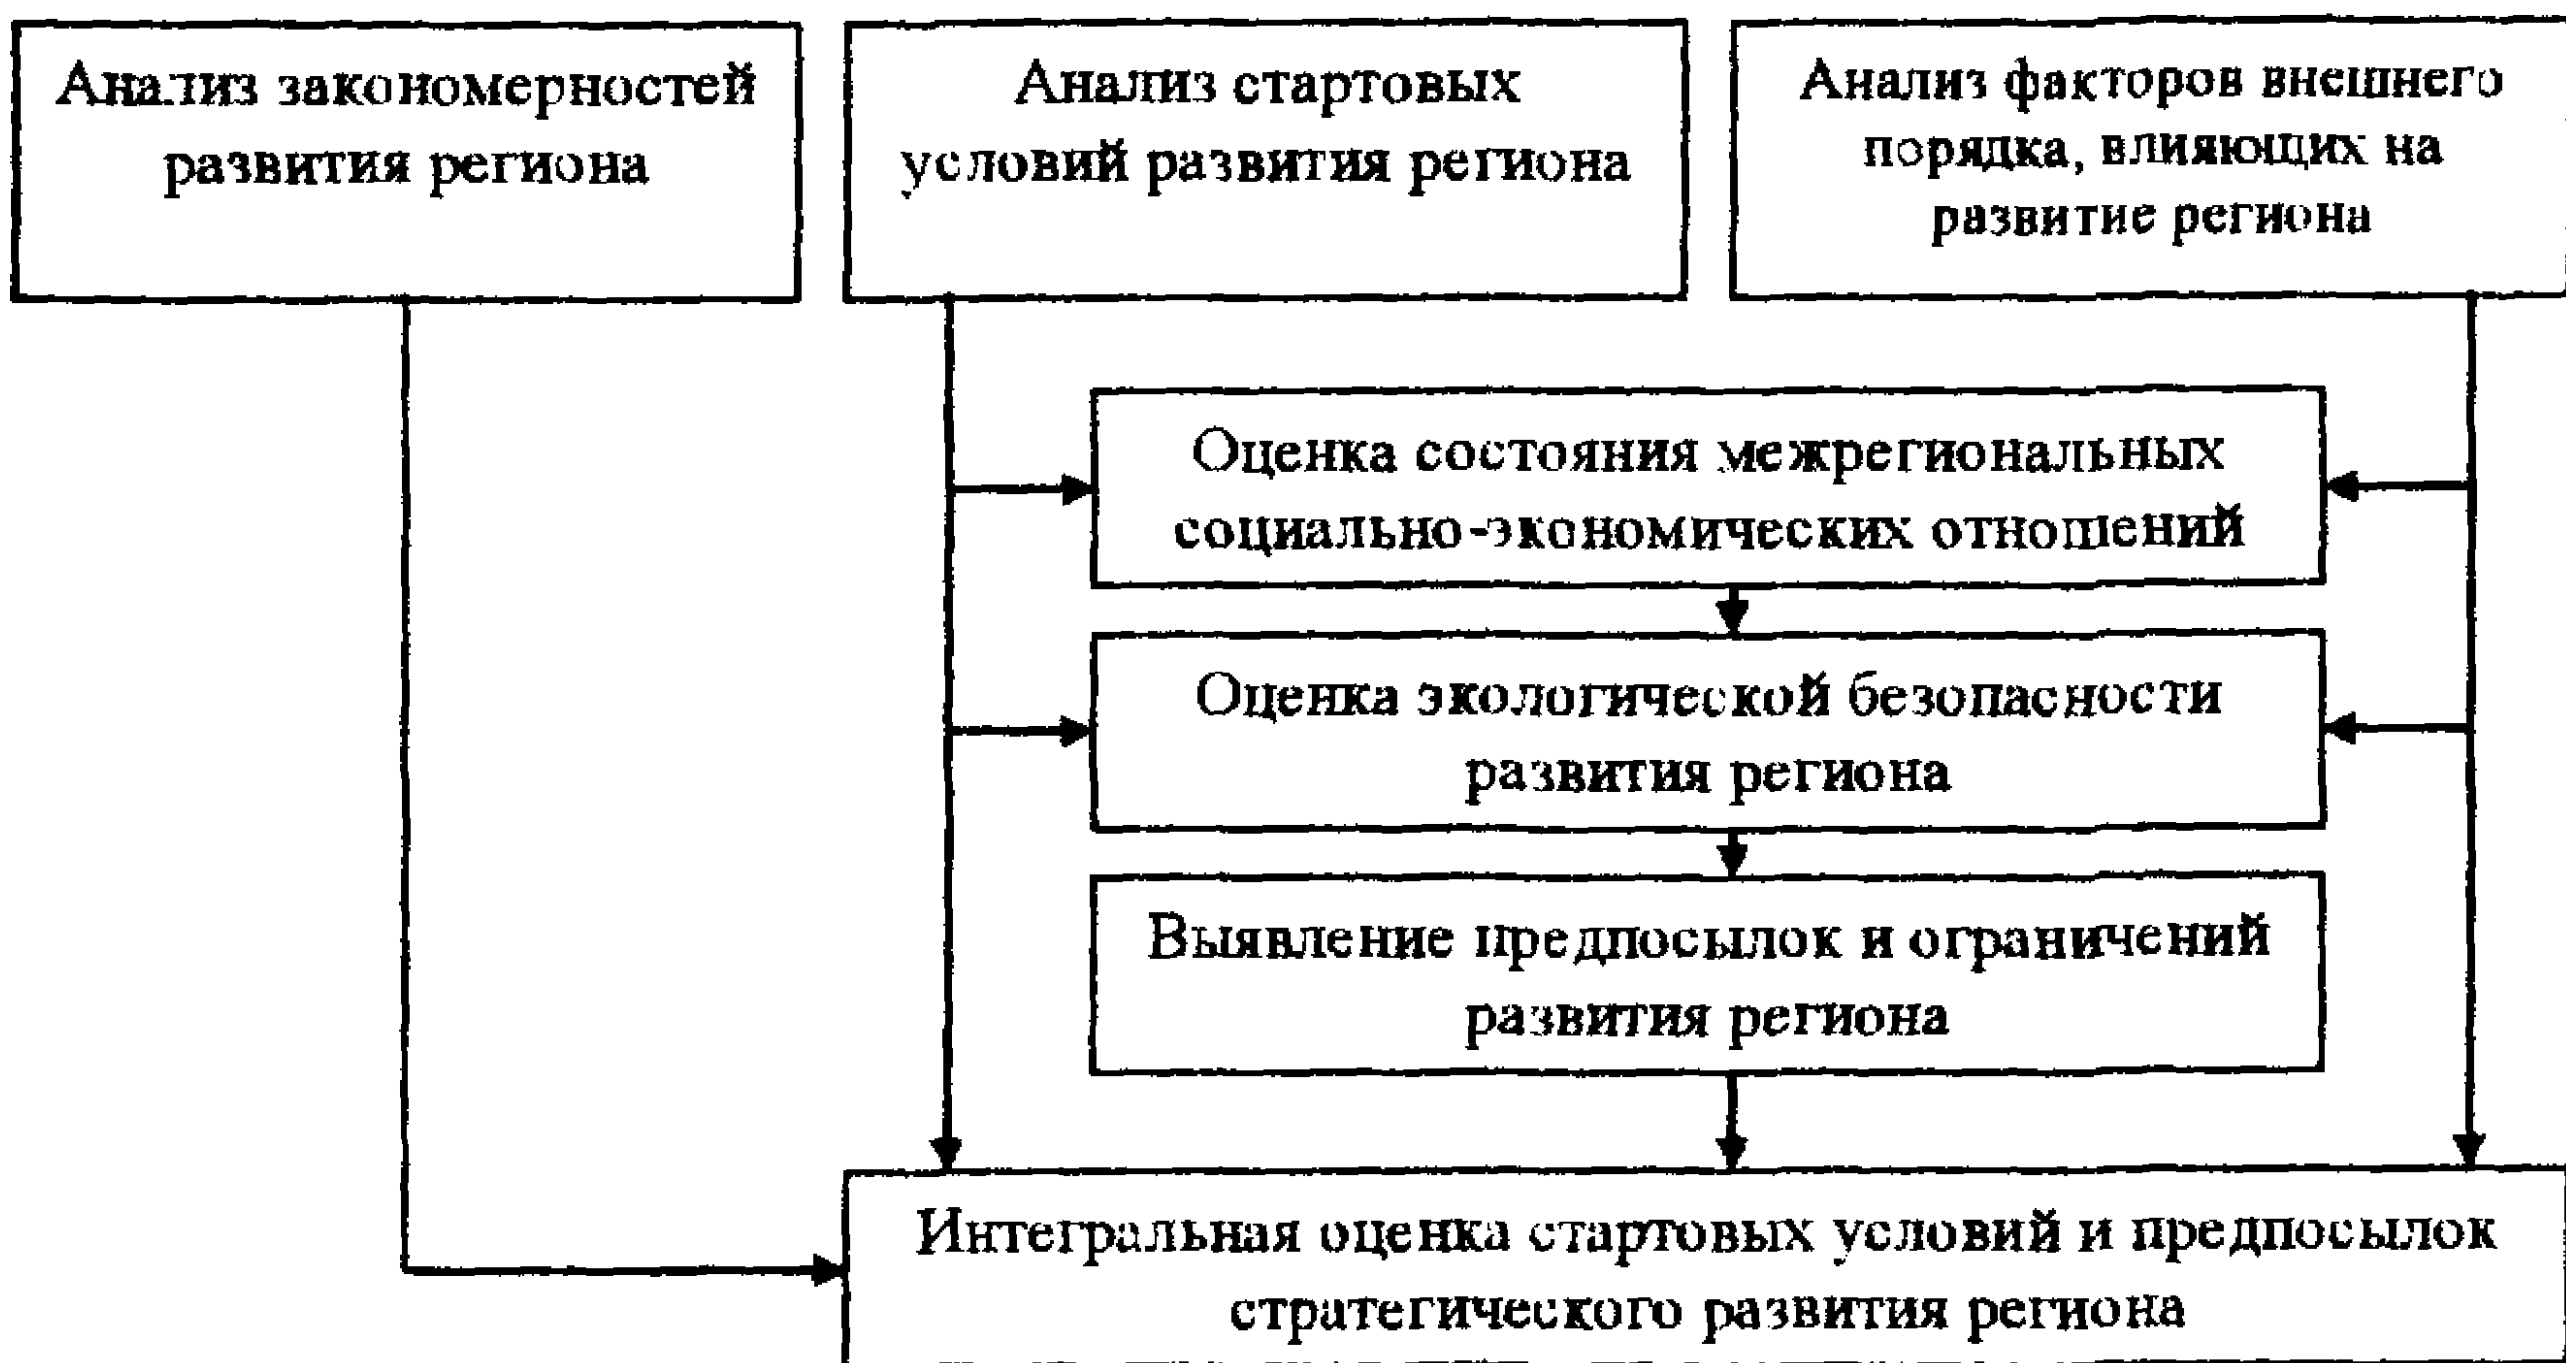 Анализ закономерностей
развития региона
Анализ стартовых
условий развития региона
Анализ факторов внешнего
порядка, влияющих на
развитие региона
Оценка состояния межрегиональных
социально-экономических отношений
Оценка экологической безопасности
развития региона
Выявление предпосылок и ограничений
развития региона
Интегральная оценка стартовых условий и предпосылок
стратегического развития региона